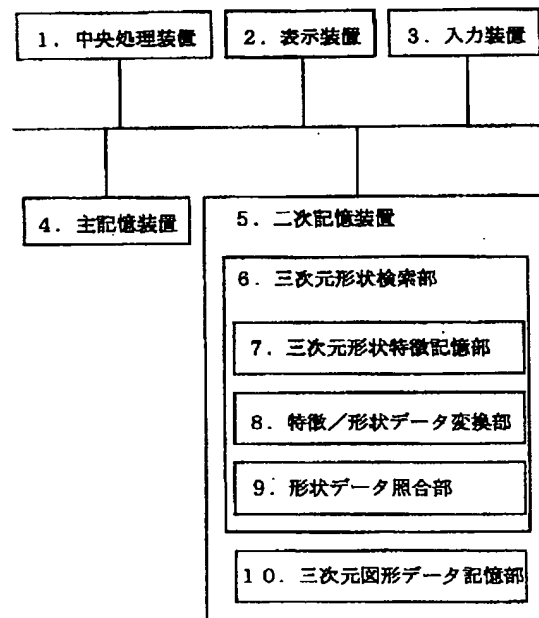 1. 中央処理装置
2. 表示装置
3. 入力装置
4. 主記憶装置
5. 二次記憶装置
6. 三次元形状検索部
7. 三次元形状特徴記憶部
8. 特徴／形状データ変換部
9. 形状データ照合部
10. 三次元図形データ記憶部